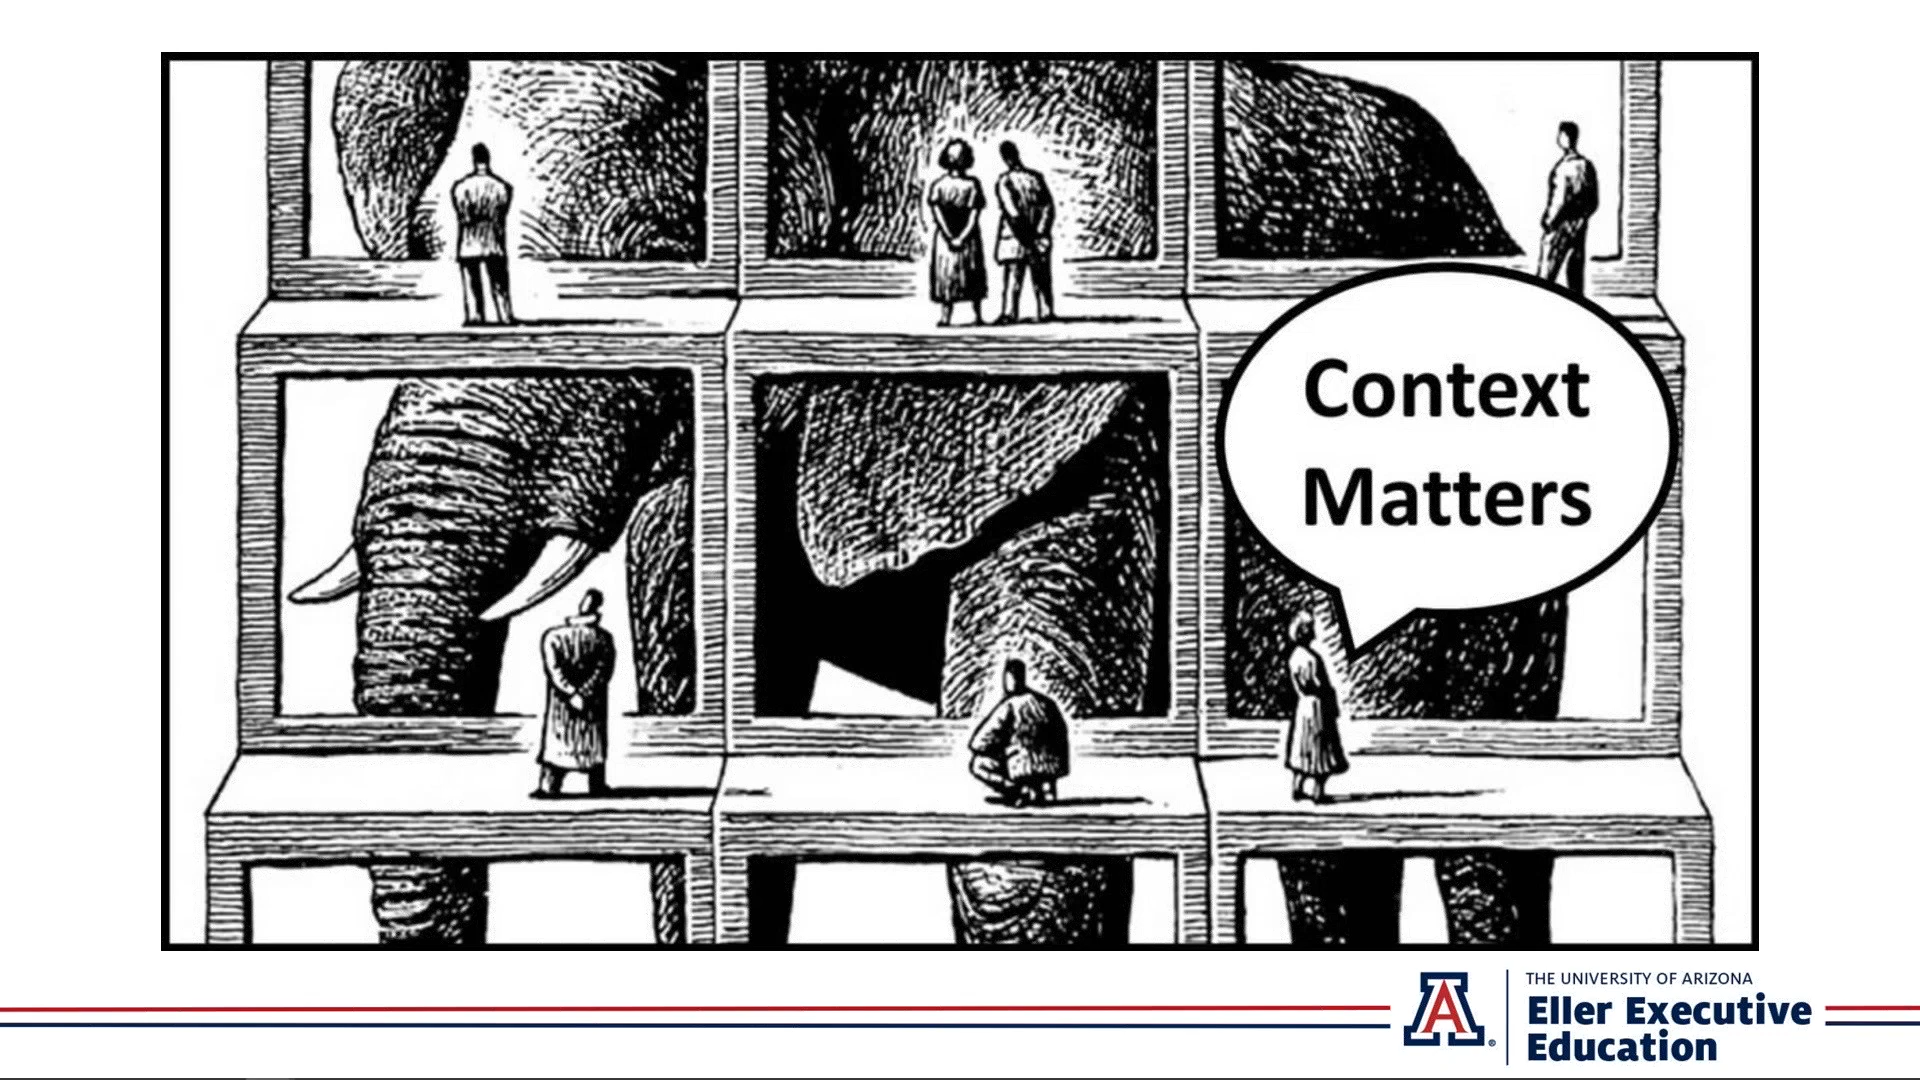 Context
Matters
THE UNIVERSITY OF ARIZONA
Eller Executive
Education